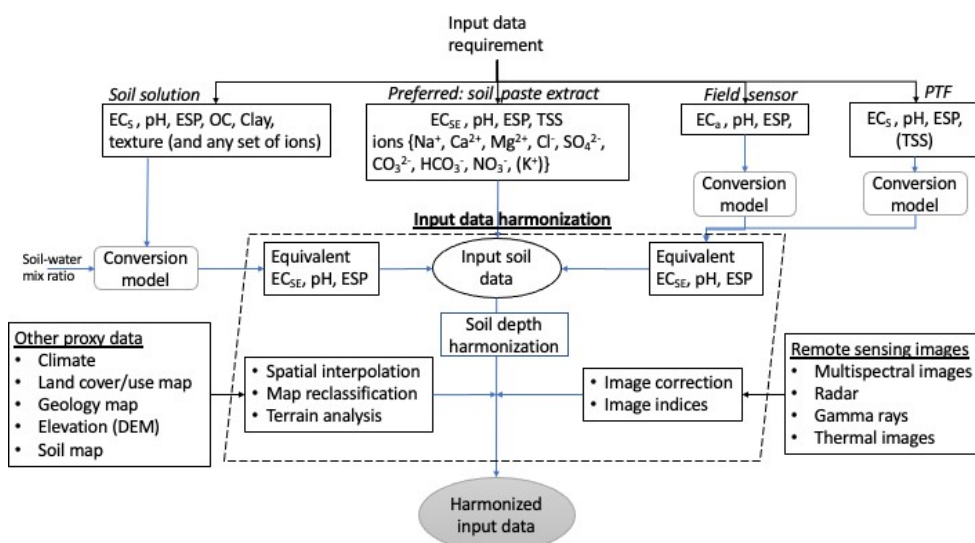 Input data
requirement
Soil solution
ECS, pH, ESP, OC, Clay,
texture (and any set of ions)
Preferred: soil paste extract
ECSE, pH, ESP, TSS
ions {Na⁺, Ca²⁺, Mg²⁺, Cl⁻, SO₄²⁻,
CO₃²⁻, HCO₃⁻, NO₃⁻, (K⁺)}
Field sensor
ECa, pH, ESP,
PTF
ECS, pH, ESP,
(TSS)
Conversion
model
Conversion
model
Input data harmonization
Soil-water
mix ratio
Conversion
model
Equivalent
ECSE, pH, ESP
Input soil
data
Equivalent
ECSE, pH, ESP
Soil depth
harmonization
Other proxy data
• Climate
• Land cover/use map
• Geology map
• Elevation (DEM)
• Soil map
• Spatial interpolation
• Map reclassification
• Terrain analysis
• Image correction
• Image indices
Remote sensing images
• Multispectral images
• Radar
• Gamma rays
• Thermal images
Harmonized
input data